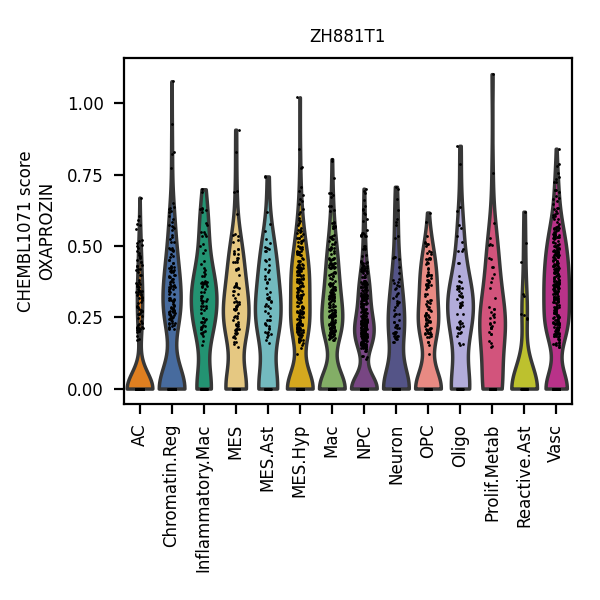 ZH881T1
CHEMBL1071 score
OXAPROZIN
1.00
0.75
0.50
0.25
0.00
AC
Chromatin.Reg
Inflammatory.Mac
MES
MES.Ast
MES.Hyp
Mac
NPC
Neuron
OPC
Oligo
Prolif.Metab
Reactive.Ast
Vasc